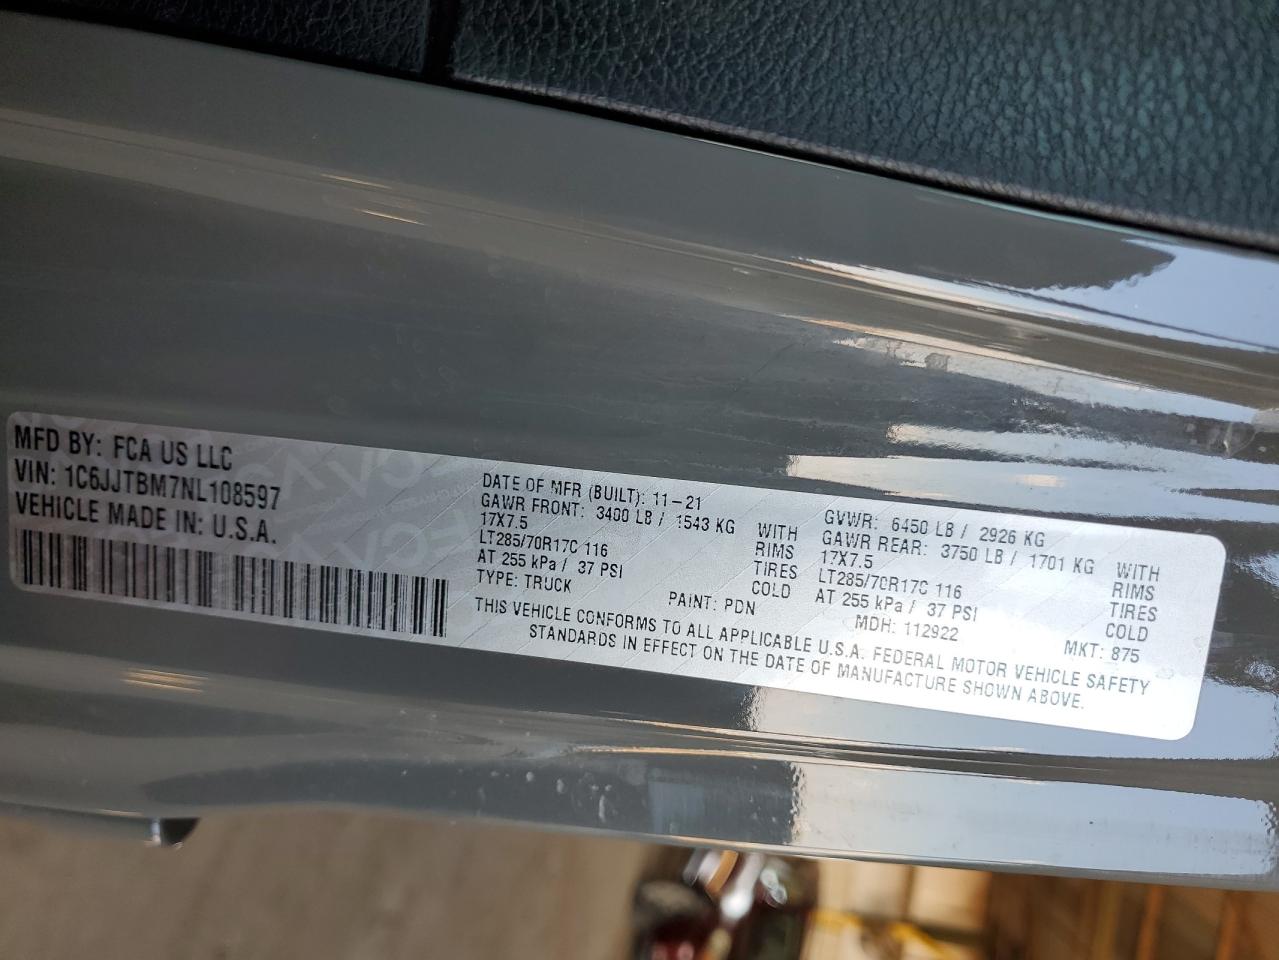 MFD BY: FCA US LLC
VIN: 1C6JJTBM7NL108597
VEHICLE MADE IN: U.S.A.
DATE OF MFR (BUILT): 11-21
GAWR FRONT: 3400 LB / 1543 KG WITH
17X7.5 RIMS
LT285/70R17C 116 TIRES
AT 255 kPa / 37 PSI COLD
TYPE: TRUCK
PAINT: PDN
GVWR: 6450 LB / 2926 KG
GAWR REAR: 3750 LB / 1701 KG WITH
17X7.5 RIMS
LT285/70R17C 116 TIRES
AT 255 kPa / 37 PSI COLD
MDH: 112922 MKT: 875
THIS VEHICLE CONFORMS TO ALL APPLICABLE U.S.A. FEDERAL MOTOR VEHICLE SAFETY
STANDARDS IN EFFECT ON THE DATE OF MANUFACTURE SHOWN ABOVE.